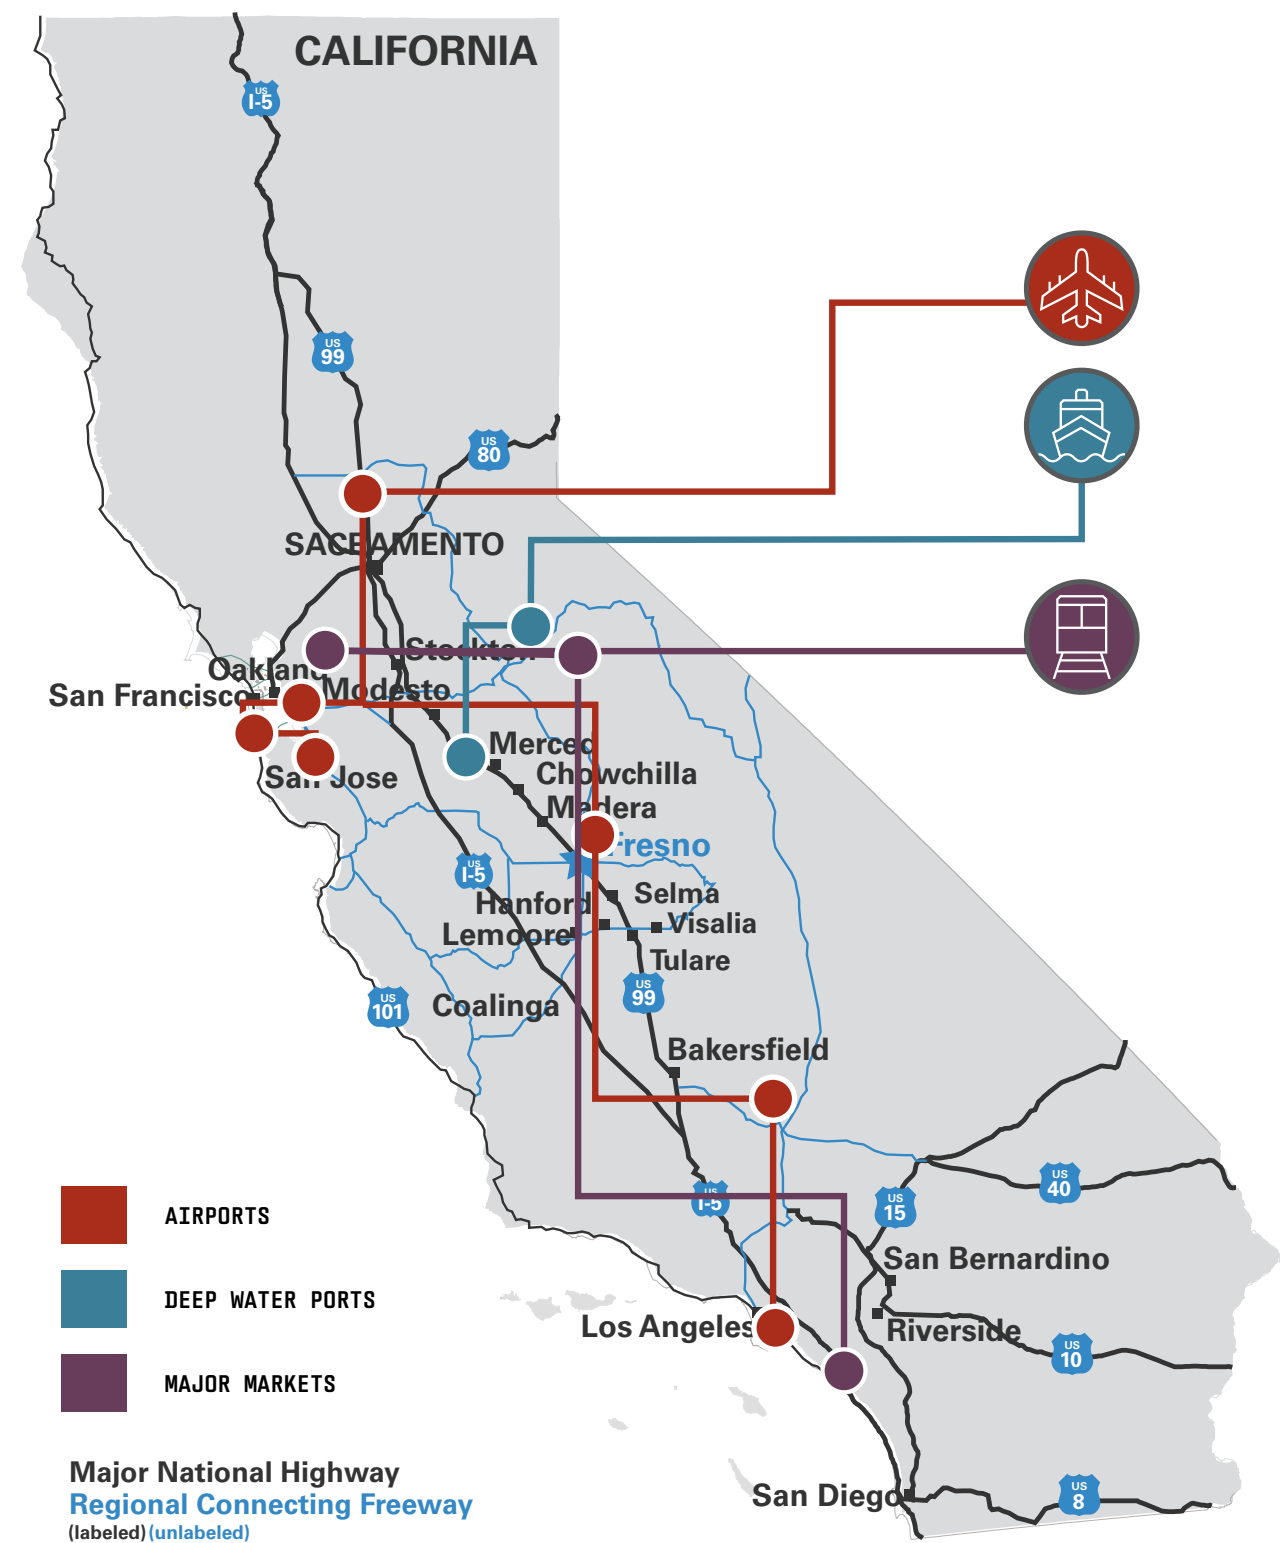 CALIFORNIA
US
I-5
US
99
US
80
SACRAMENTO
Stockton
Oakland
San Francisco
Modesto
Merced
San Jose
Chowchilla
Madera
Fresno
US
I-5
Selma
Hanford
Visalia
Lemoore
Tulare
US
99
US
101
Coalinga
Bakersfield
US
40
US
I-5
US
15
AIRPORTS
San Bernardino
DEEP WATER PORTS
Los Angeles
Riverside
US
10
MAJOR MARKETS
Major National Highway
Regional Connecting Freeway
(labeled) (unlabeled)
San Diego
US
8